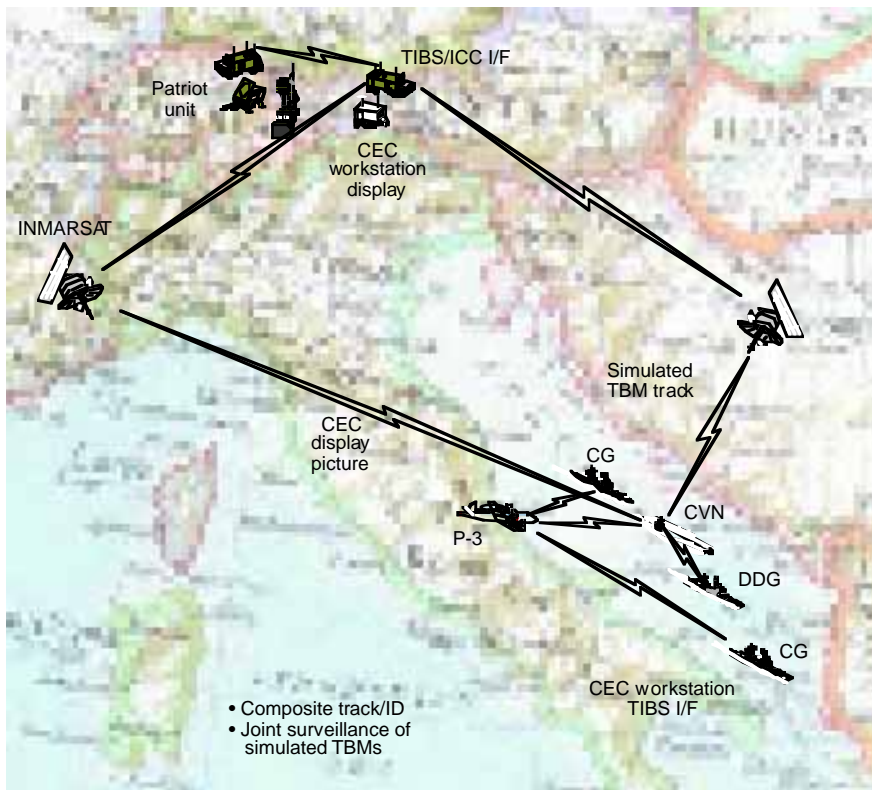 TIBS/ICC I/F
Patriot
unit
CEC
workstation
display
INMARSAT
Simulated
TBM track
CEC
display
picture
CG
CVN
P-3
DDG
CG
CEC workstation
TIBS I/F
• Composite track/ID
• Joint surveillance of
simulated TBMs